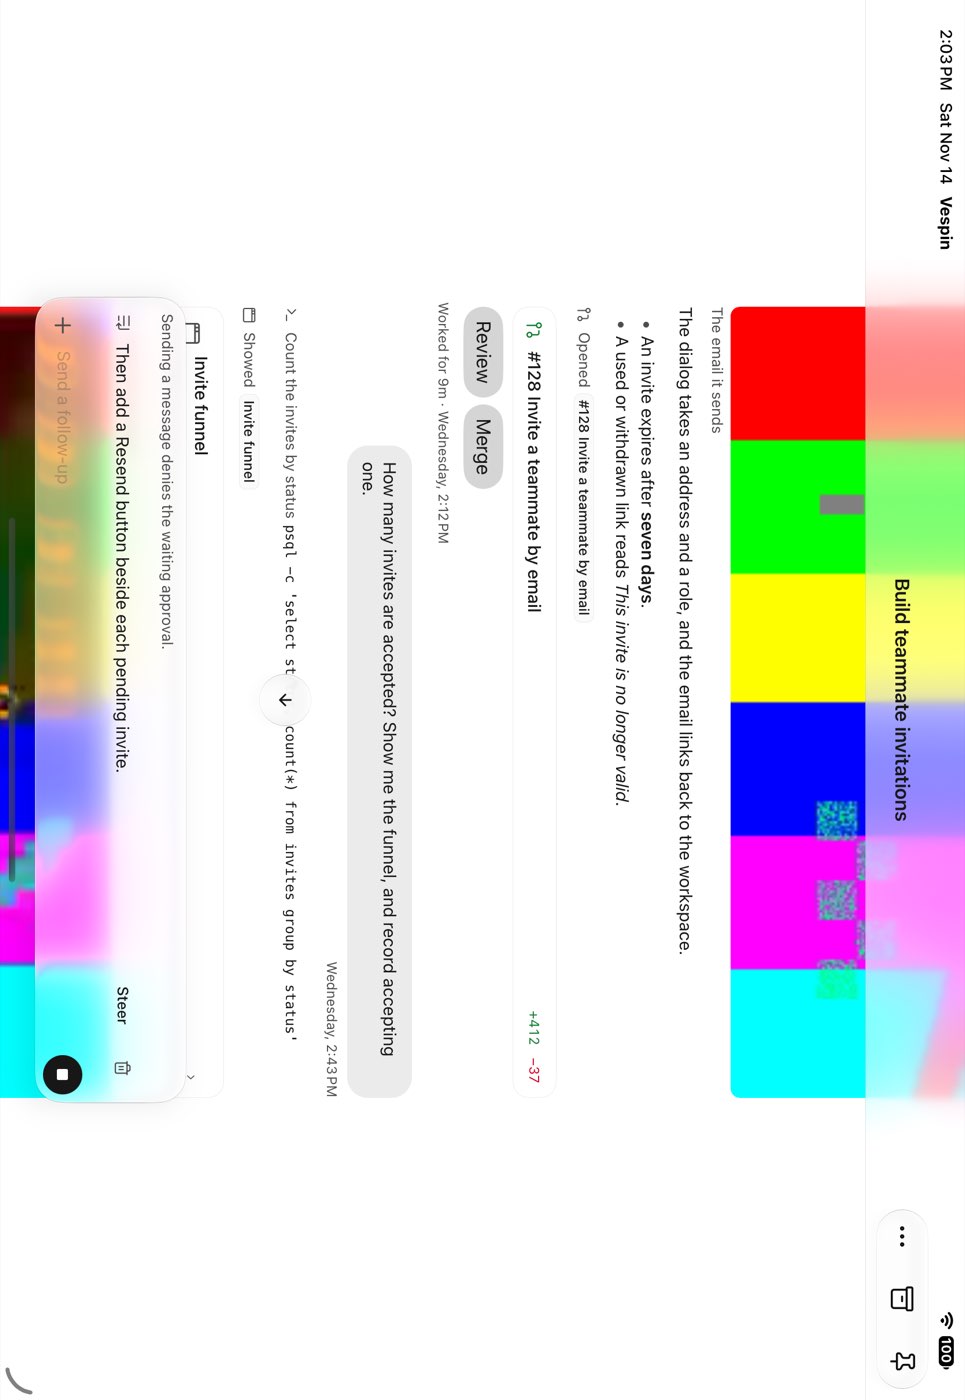 2:03 PM Sat Nov 14 Vespin
100
Build teammate invitations
The email it sends
The dialog takes an address and a role, and the email links back to the workspace.
• An invite expires after seven days.
• A used or withdrawn link reads This invite is no longer valid.
Opened #128 Invite a teammate by email
#128 Invite a teammate by email +412 −37
Review Merge
Worked for 9m · Wednesday, 2:12 PM
How many invites are accepted? Show me the funnel, and record accepting
one.
Wednesday, 2:43 PM
Count the invites by status psql -c 'select st count(*) from invites group by status'
Showed Invite funnel
Invite funnel
Sending a message denies the waiting approval.
Then add a Resend button beside each pending invite. Steer
Send a follow-up